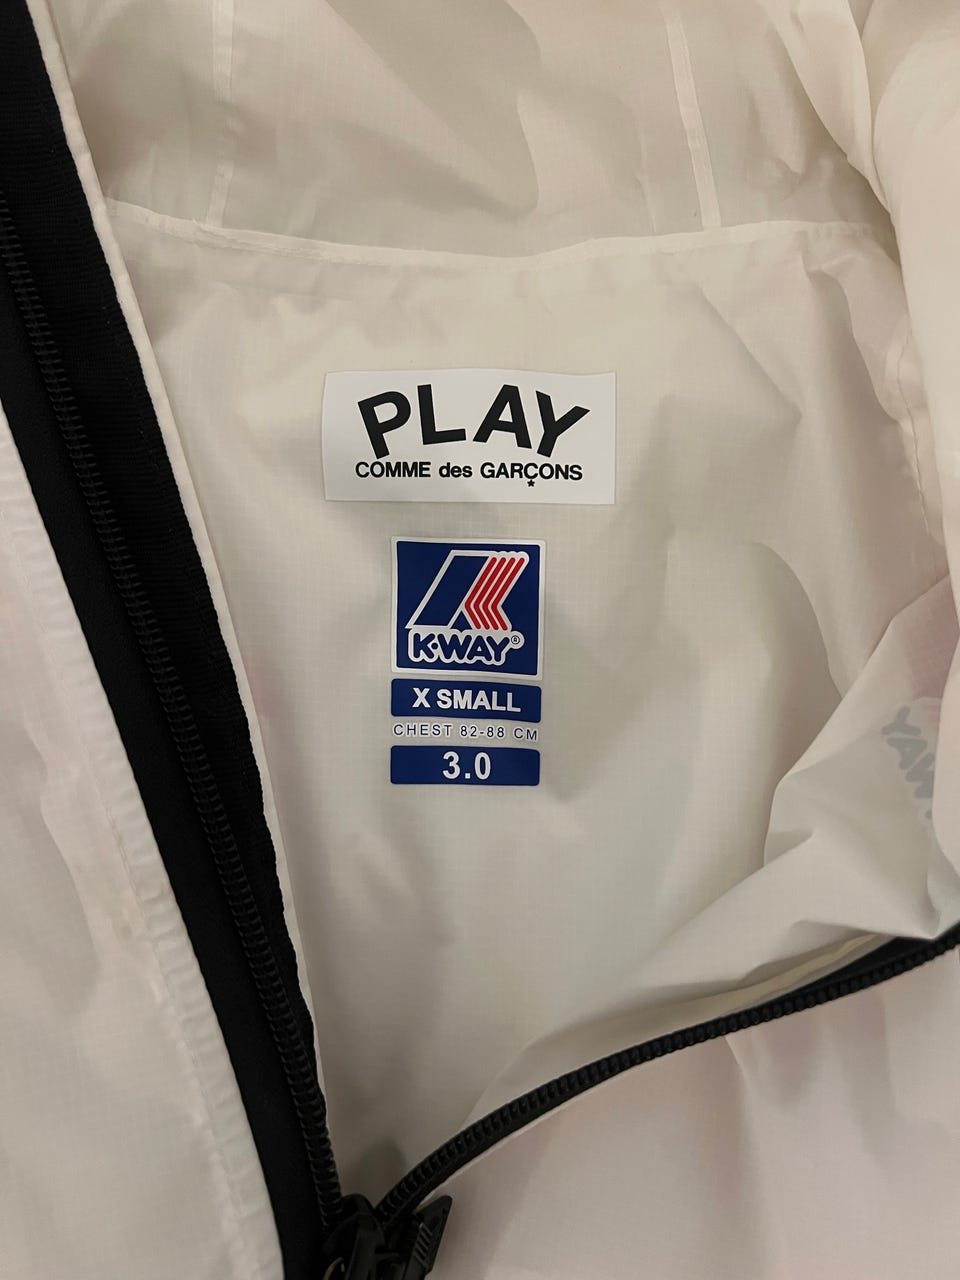 PLAY
COMME des GARÇONS
K·WAY®
X SMALL
CHEST 82-88 CM
3.0